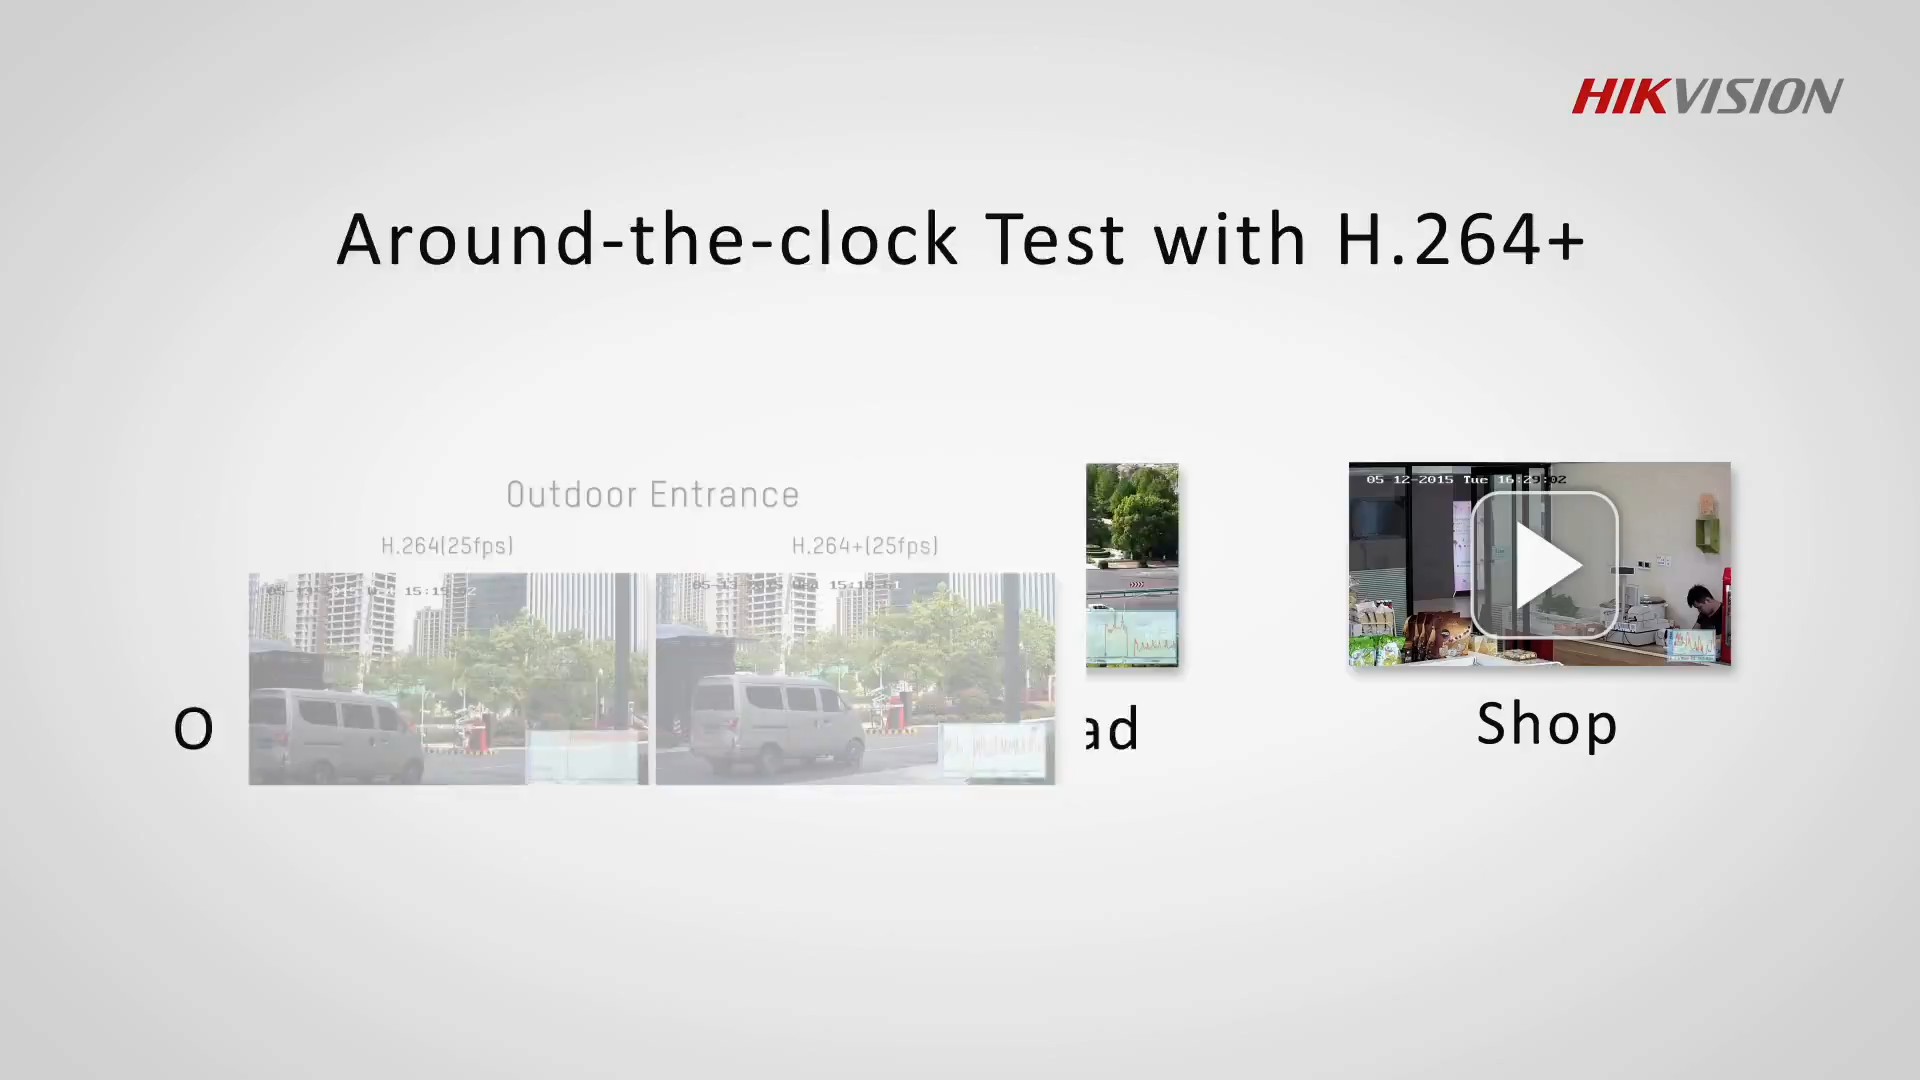 HIKVISION
Around-the-clock Test with H.264+
Outdoor Entrance
H.264(25fps)
H.264+(25fps)
05-12-2015 Tue 16:29:02
O
ad
Shop